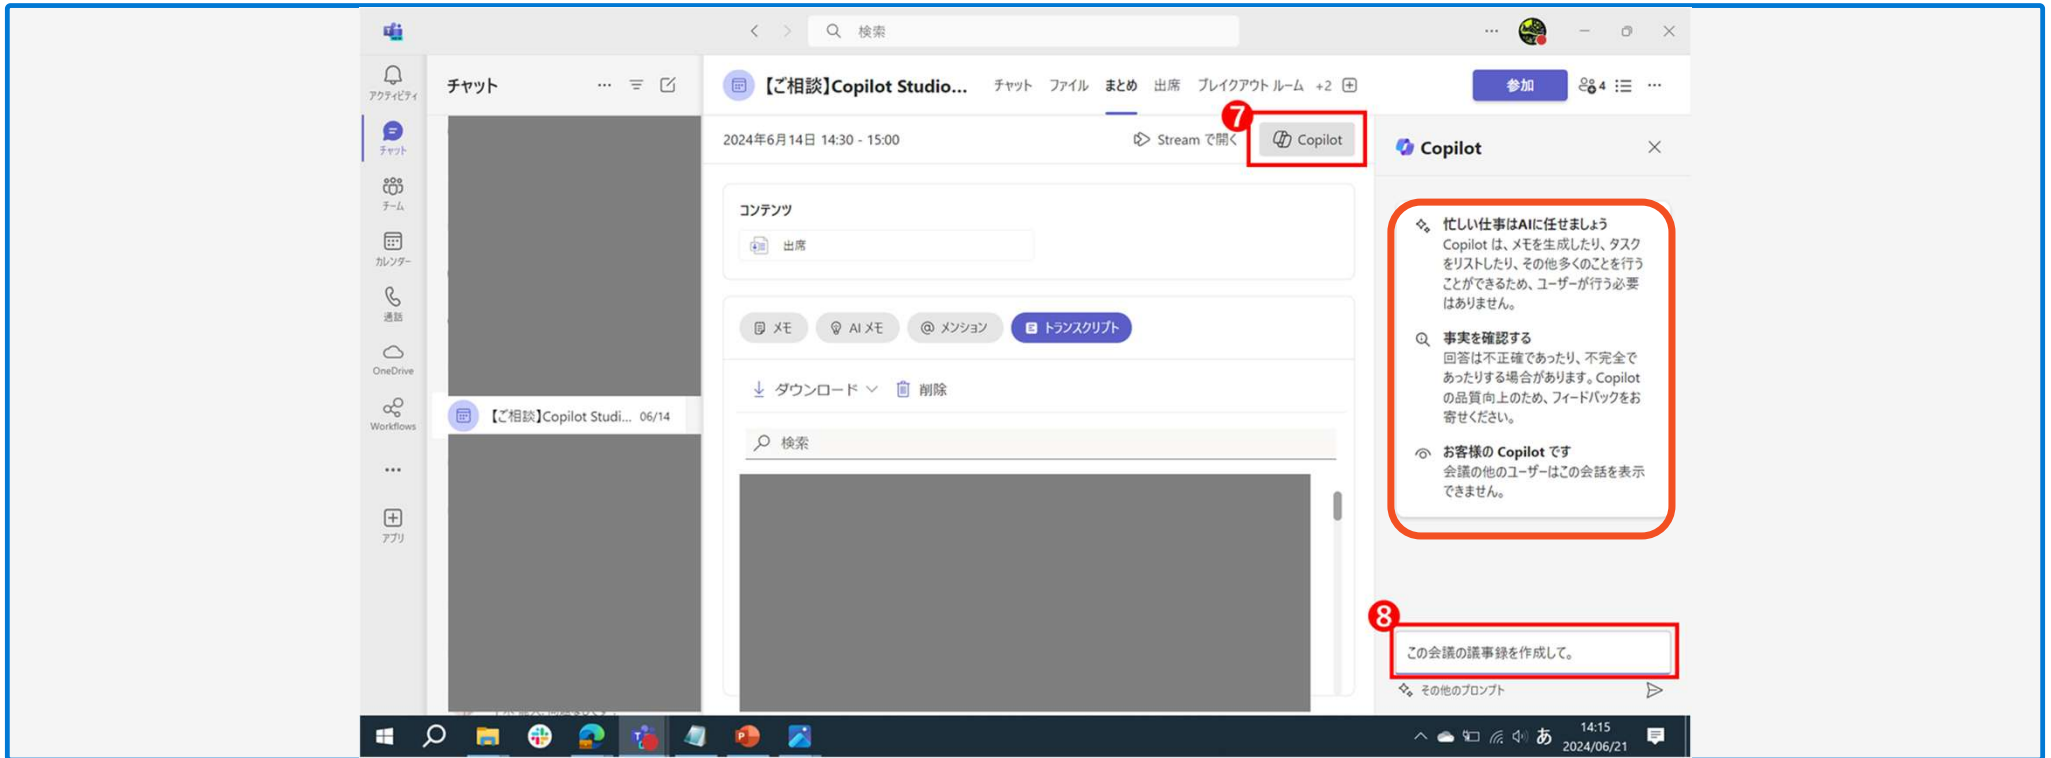 検索
アクティビティ
チャット
チーム
カレンダー
通話
OneDrive
Workflows
アプリ
チャット
【ご相談】Copilot Studi... 06/14
【ご相談】Copilot Studio...
チャット ファイル まとめ 出席 ブレイクアウト ルーム +2
参加
4
2024年6月14日 14:30 - 15:00
Stream で開く
7
Copilot
コンテンツ
出席
メモ AI メモ メンション トランスクリプト
ダウンロード 削除
検索
Copilot
忙しい仕事はAIに任せましょう
Copilot は、メモを生成したり、タスク
をリストしたり、その他多くのことを行う
ことができるため、ユーザーが行う必要
はありません。
事実を確認する
回答は不正確であったり、不完全で
あったりする場合があります。Copilot
の品質向上のため、フィードバックをお
寄せください。
お客様の Copilot です
会議の他のユーザーはこの会話を表示
できません。
8
この会議の議事録を作成して。
その他のプロンプト
あ
14:15
2024/06/21